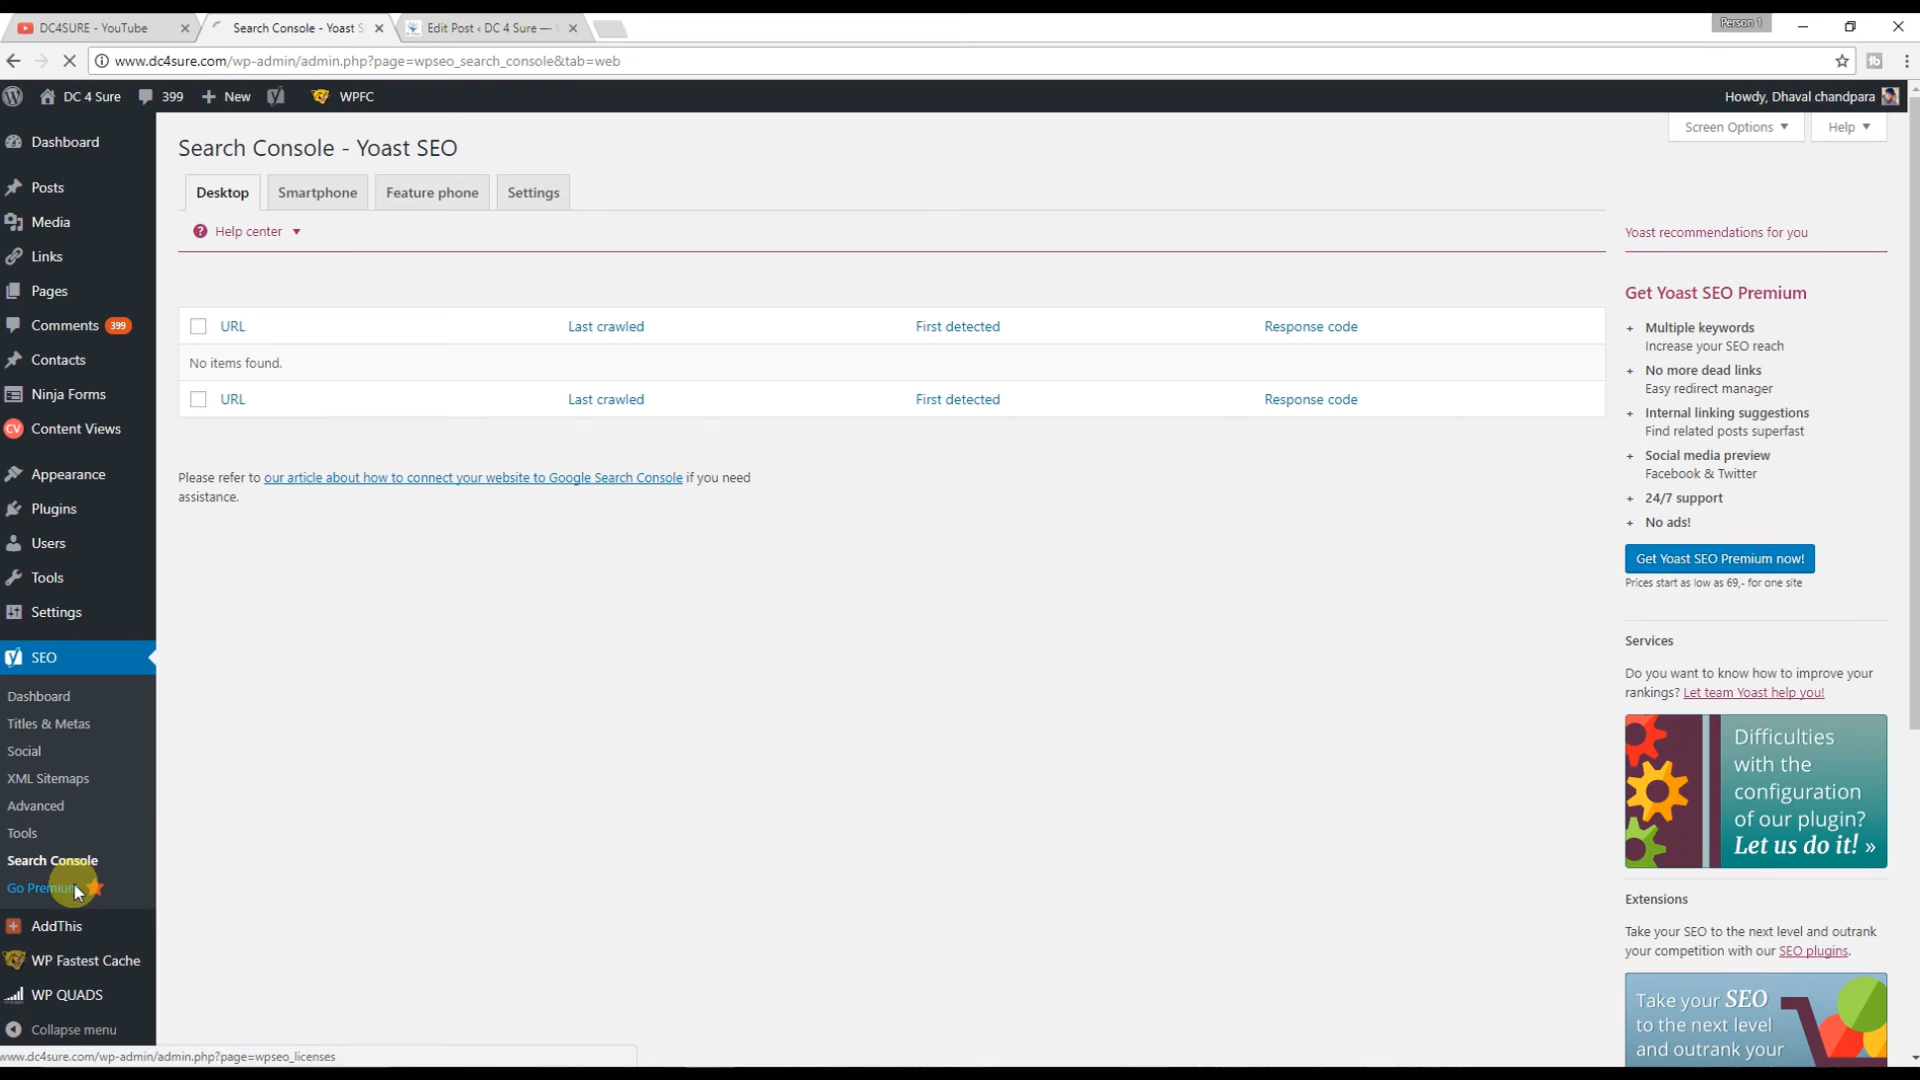 DC4SURE - YouTube
Search Console - Yoast S
Edit Post ‹ DC 4 Sure —
Person 1
www.dc4sure.com/wp-admin/admin.php?page=wpseo_search_console&tab=web
DC 4 Sure
399
New
WPFC
Howdy, Dhaval chandpara
Screen Options
Help
Dashboard
Posts
Media
Links
Pages
Comments 399
Contacts
Ninja Forms
Content Views
Appearance
Plugins
Users
Tools
Settings
SEO
Dashboard
Titles & Metas
Social
XML Sitemaps
Advanced
Tools
Search Console
Go Premium
AddThis
WP Fastest Cache
WP QUADS
Collapse menu
www.dc4sure.com/wp-admin/admin.php?page=wpseo_licenses
Search Console - Yoast SEO
Desktop
Smartphone
Feature phone
Settings
Help center
URL
Last crawled
First detected
Response code
No items found.
URL
Last crawled
First detected
Response code
Please refer to our article about how to connect your website to Google Search Console if you need
assistance.
Yoast recommendations for you
Get Yoast SEO Premium
+ Multiple keywords
Increase your SEO reach
+ No more dead links
Easy redirect manager
+ Internal linking suggestions
Find related posts superfast
+ Social media preview
Facebook & Twitter
+ 24/7 support
+ No ads!
Get Yoast SEO Premium now!
Prices start as low as 69,- for one site
Services
Do you want to know how to improve your
rankings? Let team Yoast help you!
Difficulties
with the
configuration
of our plugin?
Let us do it! »
Extensions
Take your SEO to the next level and outrank
your competition with our SEO plugins.
Take your SEO
to the next level
and outrank your